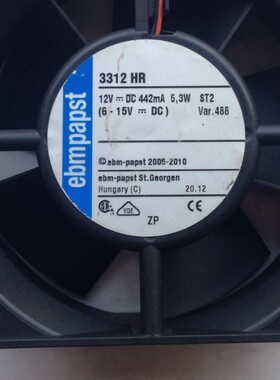 ebmpapst
3312 HR
12V ⎓ DC 442mA 5,3W ST2
(6 - 15V ⎓ DC) Var. 488
©ebm-papst 2005-2010
ebm-papst St.Georgen
Hungary (C) 20.12
VDE CE
ZP